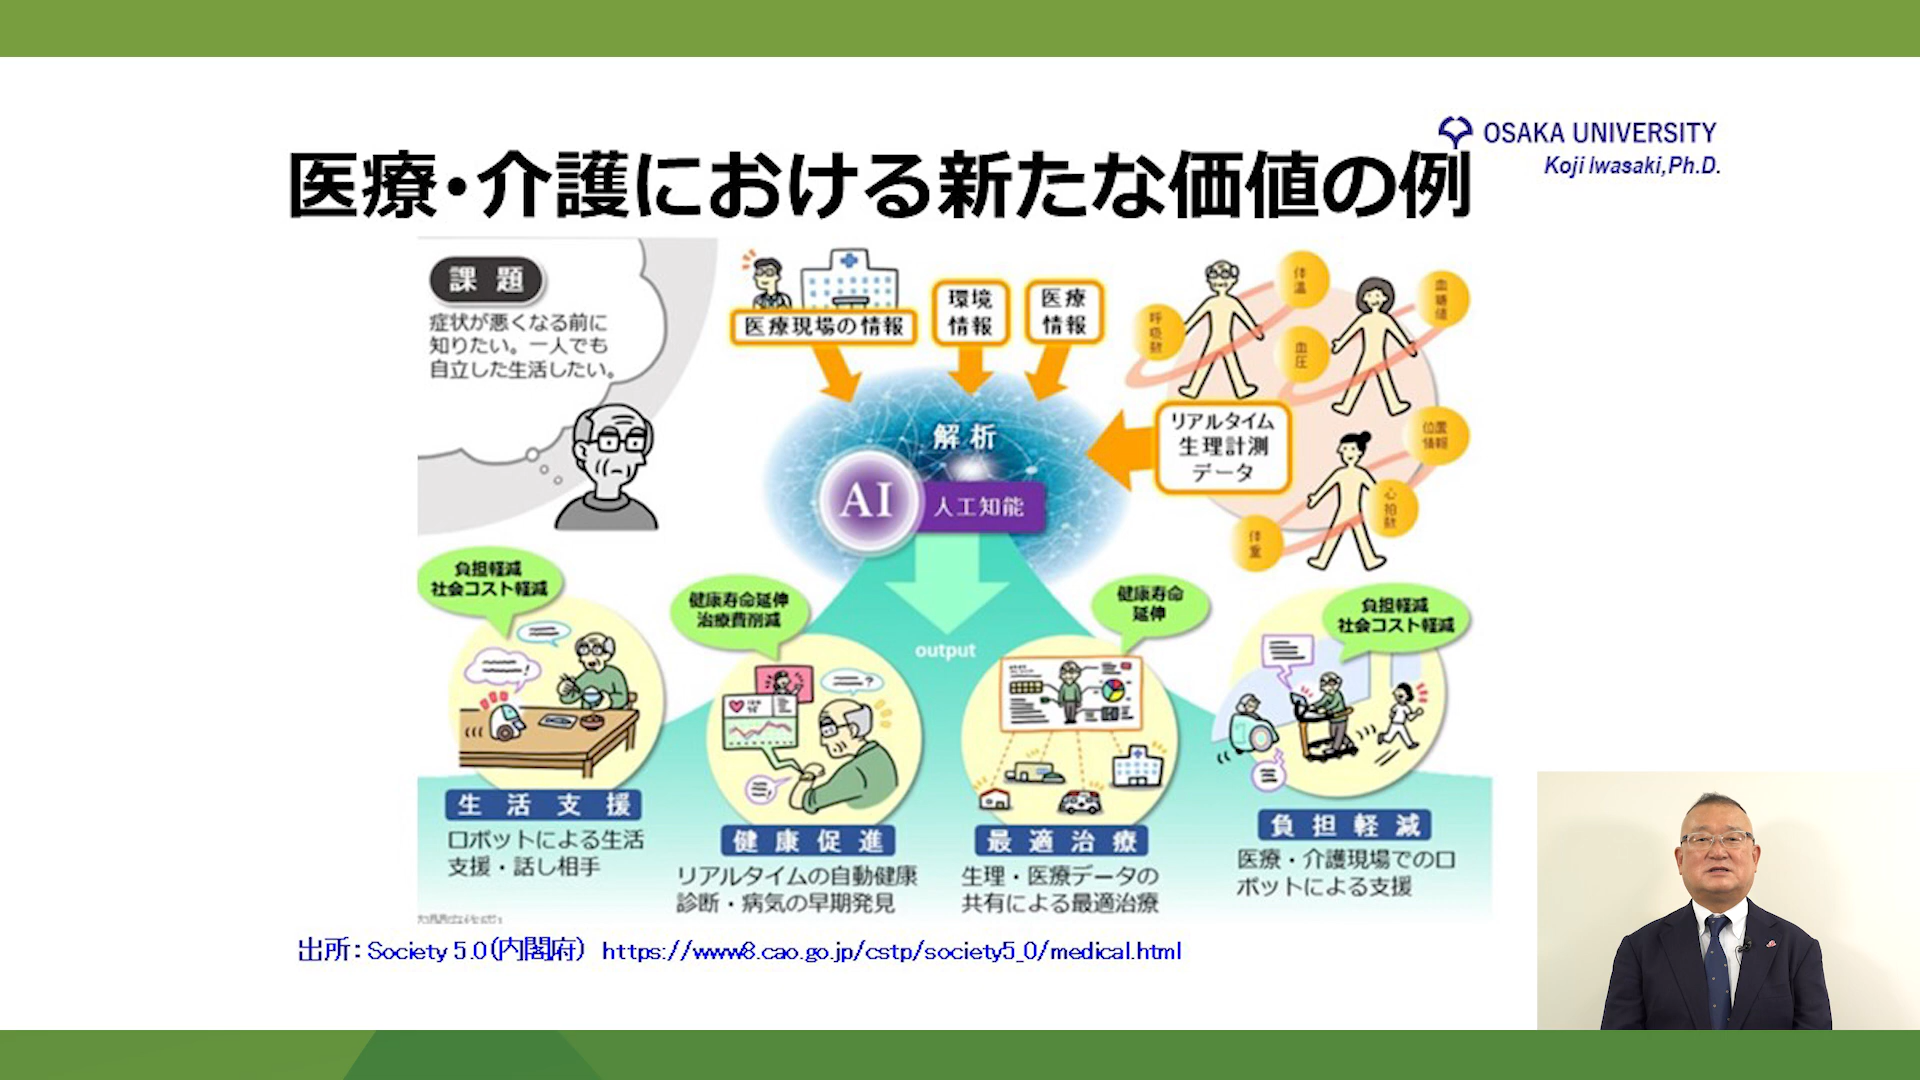 OSAKA UNIVERSITY
Koji Iwasaki,Ph.D.
医療・介護における新たな価値の例
課題
症状が悪くなる前に
知りたい。一人でも
自立した生活したい。
医療現場の情報
環境
情報
医療
情報
呼吸数
体温
血圧
血糖値
位置
情報
心拍数
体重
リアルタイム
生理計測
データ
解析
AI
人工知能
output
負担軽減
社会コスト軽減
健康寿命延伸
治療費削減
健康寿命
延伸
負担軽減
社会コスト軽減
生活支援
ロボットによる生活
支援・話し相手
健康促進
リアルタイムの自動健康
診断・病気の早期発見
最適治療
生理・医療データの
共有による最適治療
負担軽減
医療・介護現場でのロ
ボットによる支援
出所：Society 5.0（内閣府） https://www8.cao.go.jp/cstp/society5_0/medical.html